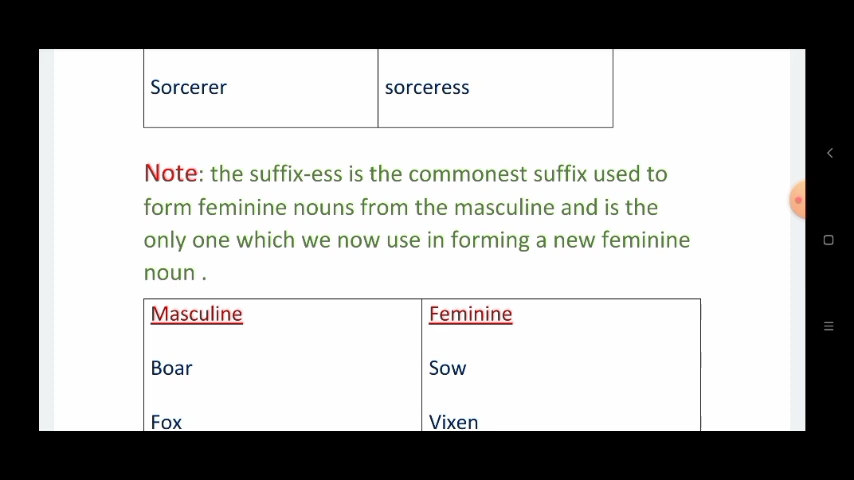 Sorcerer sorceress
Note: the suffix-ess is the commonest suffix used to
form feminine nouns from the masculine and is the
only one which we now use in forming a new feminine
noun .
Masculine Feminine
Boar Sow
Fox Vixen